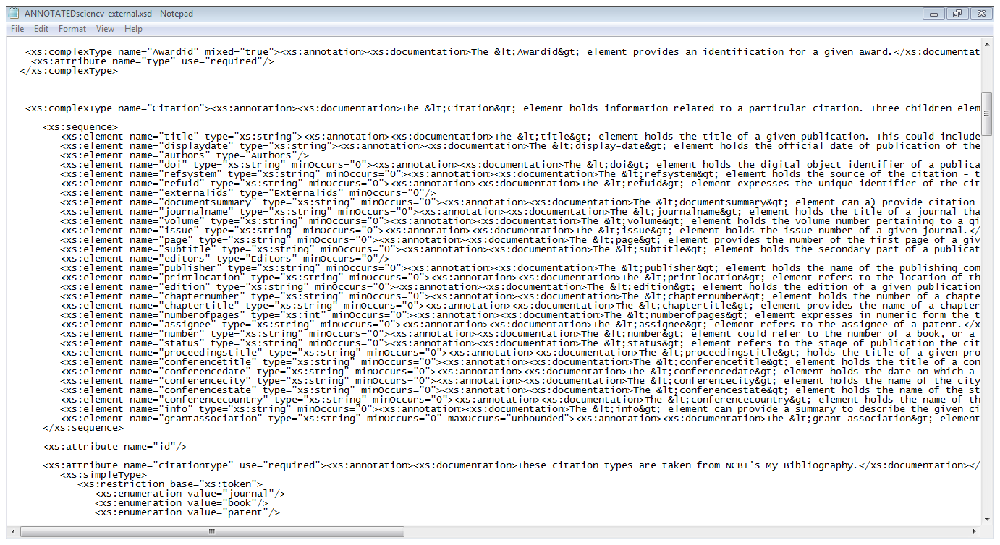 ANNOTATEDsciencv-external.xsd - Notepad
File Edit Format View Help
<xs:complexType name="Awardid" mixed="true"><xs:annotation><xs:documentation>The &lt;Awardid&gt; element provides an identification for a given award.</xs:documentat
<xs:attribute name="type" use="required"/>
</xs:complexType>
<xs:complexType name="Citation"><xs:annotation><xs:documentation>The &lt;Citation&gt; element holds information related to a particular citation. Three children elem
<xs:sequence>
<xs:element name="title" type="xs:string"><xs:annotation><xs:documentation>The &lt;title&gt; element holds the title of a given publication. This could include
<xs:element name="displaydate" type="xs:string"><xs:annotation><xs:documentation>The &lt;display-date&gt; element holds the official date of publication of the
<xs:element name="authors" type="Authors"/>
<xs:element name="doi" type="xs:string" minOccurs="0"><xs:annotation><xs:documentation>The &lt;doi&gt; element holds the digital object identifier of a publica
<xs:element name="refsystem" type="xs:string" minOccurs="0"><xs:annotation><xs:documentation>The &lt;refsystem&gt; element holds the source of the citation - t
<xs:element name="refuid" type="xs:string" minOccurs="0"><xs:annotation><xs:documentation>The &lt;refuid&gt; element expresses the unique identifier of the cit
<xs:element name="externalids" type="Externalids" minOccurs="0"/>
<xs:element name="documentsummary" type="xs:string" minOccurs="0"><xs:annotation><xs:documentation>The &lt;documentsummary&gt; element can a) provide citation
<xs:element name="journalname" type="xs:string" minOccurs="0"><xs:annotation><xs:documentation>The &lt;journalname&gt; element holds the title of a journal tha
<xs:element name="volume" type="xs:string" minOccurs="0"><xs:annotation><xs:documentation>The &lt;volume&gt; element holds the volume number pertaining to a gi
<xs:element name="issue" type="xs:string" minOccurs="0"><xs:annotation><xs:documentation>The &lt;issue&gt; element holds the issue number of a given journal.</
<xs:element name="page" type="xs:string" minOccurs="0"><xs:annotation><xs:documentation>The &lt;page&gt; element provides the number of the first page of a giv
<xs:element name="subtitle" type="xs:string" minOccurs="0"><xs:annotation><xs:documentation>The &lt;subtitle&gt; element holds the secondary part of a publicat
<xs:element name="editors" type="Editors" minOccurs="0"/>
<xs:element name="publisher" type="xs:string" minOccurs="0"><xs:annotation><xs:documentation>The &lt;publisher&gt; element holds the name of the publishing com
<xs:element name="printlocation" type="xs:string" minOccurs="0"><xs:annotation><xs:documentation>The &lt;printlocation&gt; element refers to the location of th
<xs:element name="edition" type="xs:string" minOccurs="0"><xs:annotation><xs:documentation>The &lt;edition&gt; element holds the edition of a given publication
<xs:element name="chapternumber" type="xs:string" minOccurs="0"><xs:annotation><xs:documentation>The &lt;chapternumber&gt; element holds the number of a chapte
<xs:element name="chaptertitle" type="xs:string" minOccurs="0"><xs:annotation><xs:documentation>The &lt;chaptertitle&gt; element provides the name of a chapter
<xs:element name="numberofpages" type="xs:int" minOccurs="0"><xs:annotation><xs:documentation>The &lt;numberofpages&gt; element expresses in numeric form the t
<xs:element name="assignee" type="xs:string" minOccurs="0"><xs:annotation><xs:documentation>The &lt;assignee&gt; element refers to the assignee of a patent.</x
<xs:element name="number" type="xs:string" minOccurs="0"><xs:annotation><xs:documentation>The &lt;number&gt; element could refer to the number of a book, or a
<xs:element name="status" type="xs:string" minOccurs="0"><xs:annotation><xs:documentation>The &lt;status&gt; element refers to the stage of publication the cit
<xs:element name="proceedingstitle" type="xs:string" minOccurs="0"><xs:annotation><xs:documentation>The &lt;proceedingstitle&gt; holds the title of a given pro
<xs:element name="conferencetitle" type="xs:string" minOccurs="0"><xs:annotation><xs:documentation>The &lt;conferencetitle&gt; element holds the title of a con
<xs:element name="conferencedate" type="xs:string" minOccurs="0"><xs:annotation><xs:documentation>The &lt;conferencedate&gt; element holds the date on which a
<xs:element name="conferencecity" type="xs:string" minOccurs="0"><xs:annotation><xs:documentation>The &lt;conferencecity&gt; element holds the name of the city
<xs:element name="conferencestate" type="xs:string" minOccurs="0"><xs:annotation><xs:documentation>The &lt;conferencestate&gt; element holds the name of the st
<xs:element name="conferencecountry" type="xs:string" minOccurs="0"><xs:annotation><xs:documentation>The &lt;conferencecountry&gt; element holds the name of th
<xs:element name="info" type="xs:string" minOccurs="0"><xs:annotation><xs:documentation>The &lt;info&gt; element can provide a summary to describe the given ci
<xs:element name="grantassociation" type="xs:string" minOccurs="0" maxOccurs="unbounded"><xs:annotation><xs:documentation>The &lt;grant-association&gt; element
</xs:sequence>
<xs:attribute name="id"/>
<xs:attribute name="citationtype" use="required"><xs:annotation><xs:documentation>These citation types are taken from NCBI's My Bibliography.</xs:documentation></
<xs:simpleType>
<xs:restriction base="xs:token">
<xs:enumeration value="journal"/>
<xs:enumeration value="book"/>
<xs:enumeration value="patent"/>